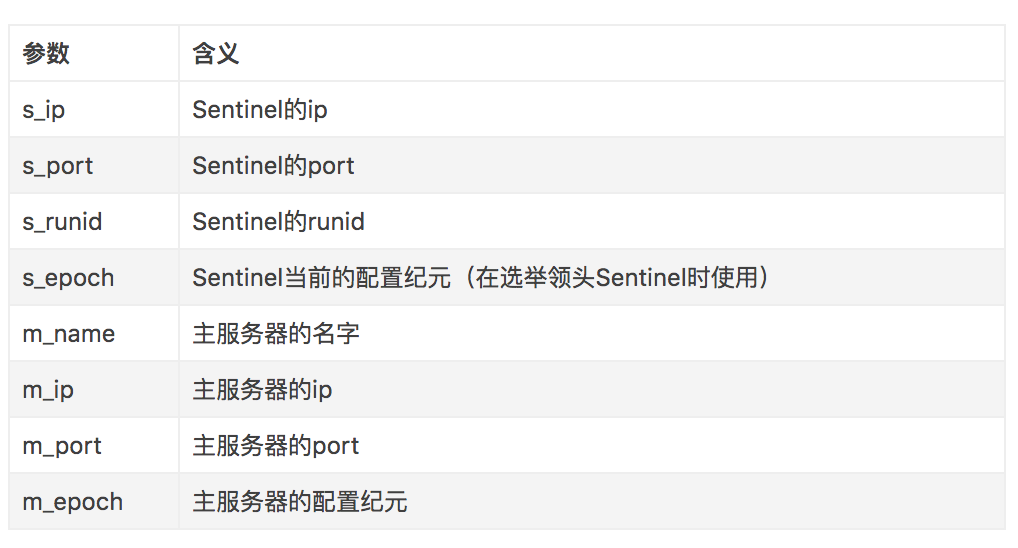 参数 含义
s_ip Sentinel的ip
s_port Sentinel的port
s_runid Sentinel的runid
s_epoch Sentinel当前的配置纪元（在选举领头Sentinel时使用）
m_name 主服务器的名字
m_ip 主服务器的ip
m_port 主服务器的port
m_epoch 主服务器的配置纪元